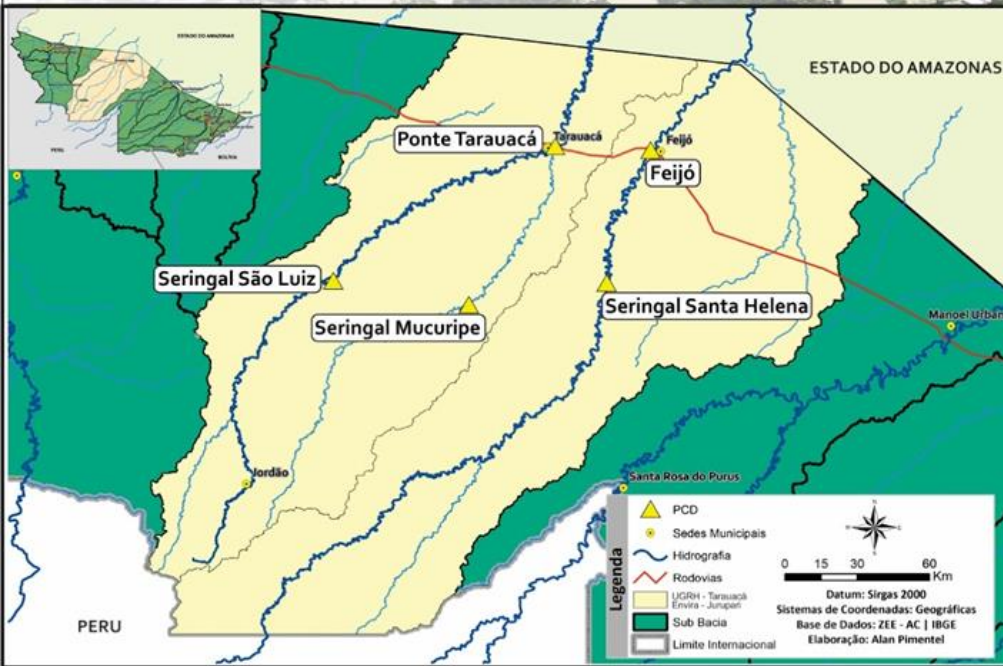 ESTADO DO AMAZONAS
PERU
BOLIVIA
ESTADO DO AMAZONAS
Ponte Tarauacá
Tarauacá
Feijó
Feijó
Seringal São Luiz
Seringal Mucuripe
Seringal Santa Helena
Manoel Urban
Jordão
Santa Rosa do Purus
PERU
Legenda
PCD
Sedes Municipais
Hidrografia
Rodovias
UGRH - Tarauacá
Envira - Jurupari
Sub Bacia
Limite Internacional
N
0 15 30 60
Km
Datum: Sirgas 2000
Sistemas de Coordenadas: Geográficas
Base de Dados: ZEE - AC | IBGE
Elaboração: Alan Pimentel